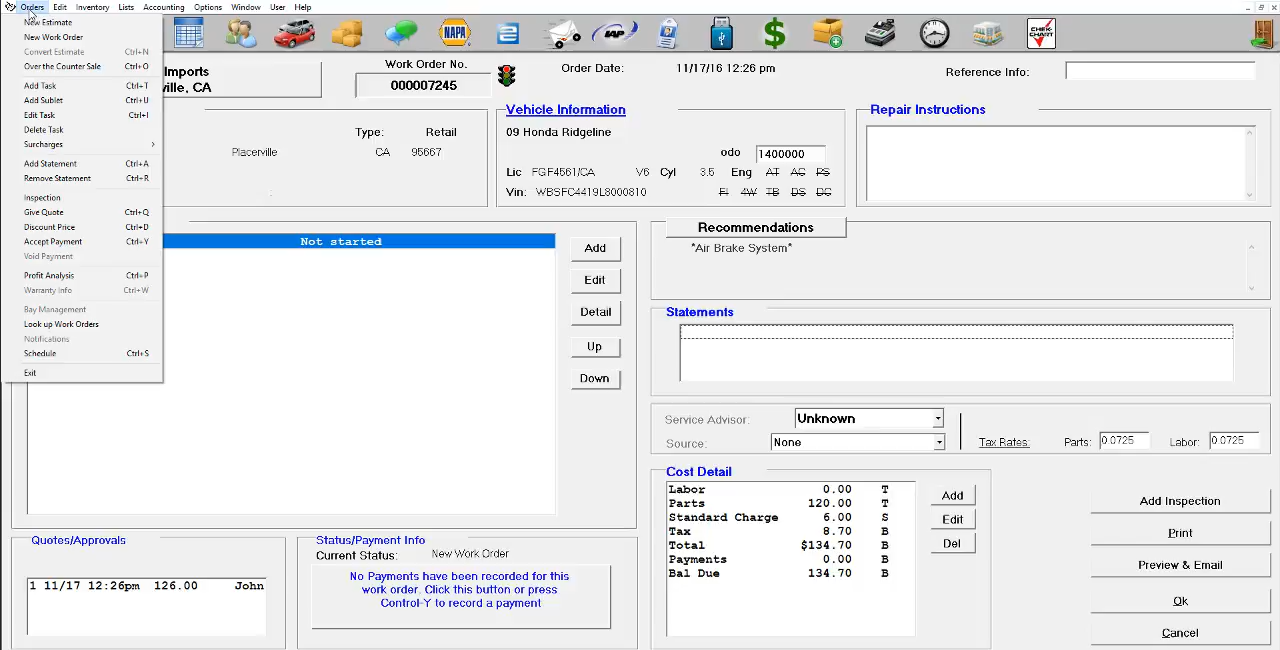 Orders Edit Inventory Lists Accounting Options Window User Help
New Estimate
New Work Order
Convert Estimate Ctrl+N
Over the Counter Sale Ctrl+O
Add Task Ctrl+T
Add Sublet Ctrl+U
Edit Task Ctrl+I
Delete Task
Surcharges
Add Statement Ctrl+A
Remove Statement Ctrl+R
Inspection
Give Quote Ctrl+Q
Discount Price Ctrl+D
Accept Payment Ctrl+Y
Void Payment
Profit Analysis Ctrl+P
Warranty Info Ctrl+W
Bay Management
Look up Work Orders
Notifications
Schedule Ctrl+S
Exit
NAPA
IAP
CHEK-CHART
mports
ville, CA
Work Order No.
000007245
Order Date: 11/17/16 12:26 pm
Reference Info:
Type: Retail
Placerville CA 95667
Vehicle Information
09 Honda Ridgeline
odo 1400000
Lic FGF4561/CA V6 Cyl 3.5 Eng AT AC PS
Vin: WBSFC4419L8000810 FI 4W TB DS DC
Repair Instructions
Not started
Add
Edit
Detail
Up
Down
Recommendations
*Air Brake System*
Statements
Service Advisor: Unknown
Source: None
Tax Rates: Parts: 0.0725 Labor: 0.0725
Cost Detail
Labor 0.00 T
Parts 120.00 T
Standard Charge 6.00 S
Tax 8.70 B
Total $134.70 B
Payments 0.00 B
Bal Due 134.70 B
Add
Edit
Del
Add Inspection
Print
Preview & Email
Ok
Cancel
Quotes/Approvals
1 11/17 12:26pm 126.00 John
Status/Payment Info
Current Status: New Work Order
No Payments have been recorded for this
work order. Click this button or press
Control-Y to record a payment